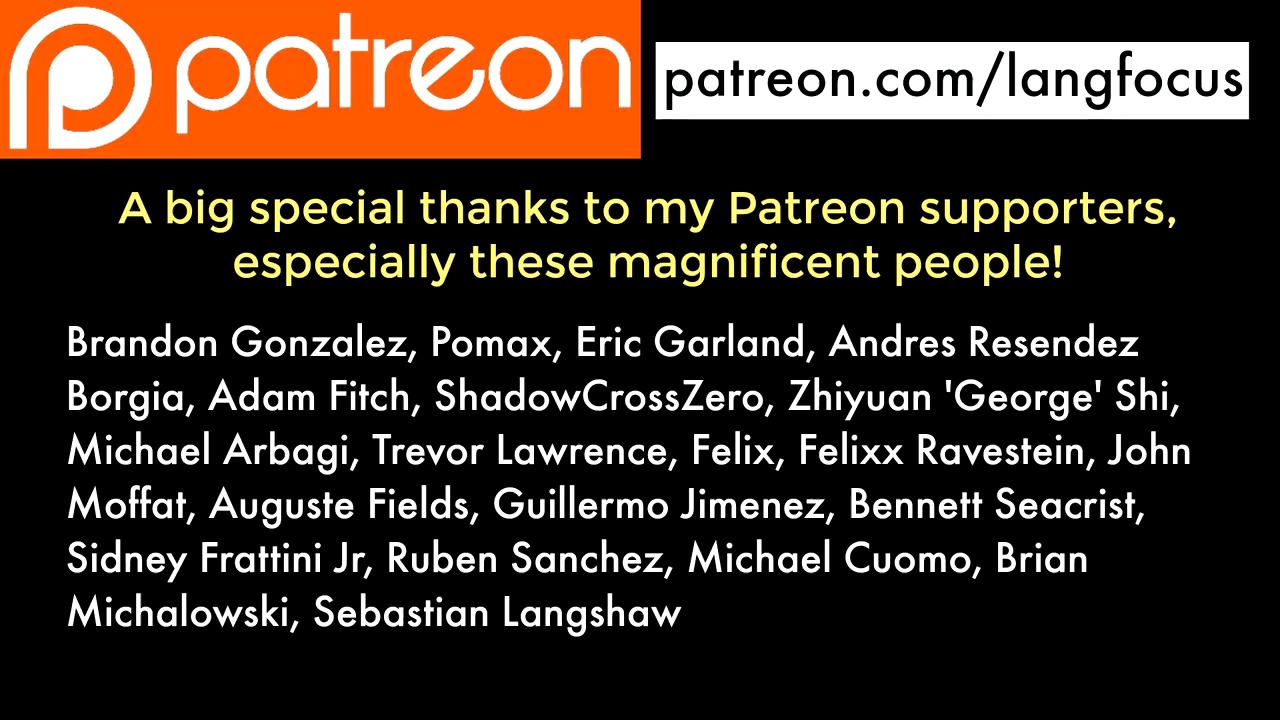 patreon
patreon.com/langfocus
A big special thanks to my Patreon supporters,
especially these magnificent people!
Brandon Gonzalez, Pomax, Eric Garland, Andres Resendez
Borgia, Adam Fitch, ShadowCrossZero, Zhiyuan 'George' Shi,
Michael Arbagi, Trevor Lawrence, Felix, Felixx Ravestein, John
Moffat, Auguste Fields, Guillermo Jimenez, Bennett Seacrist,
Sidney Frattini Jr, Ruben Sanchez, Michael Cuomo, Brian
Michalowski, Sebastian Langshaw